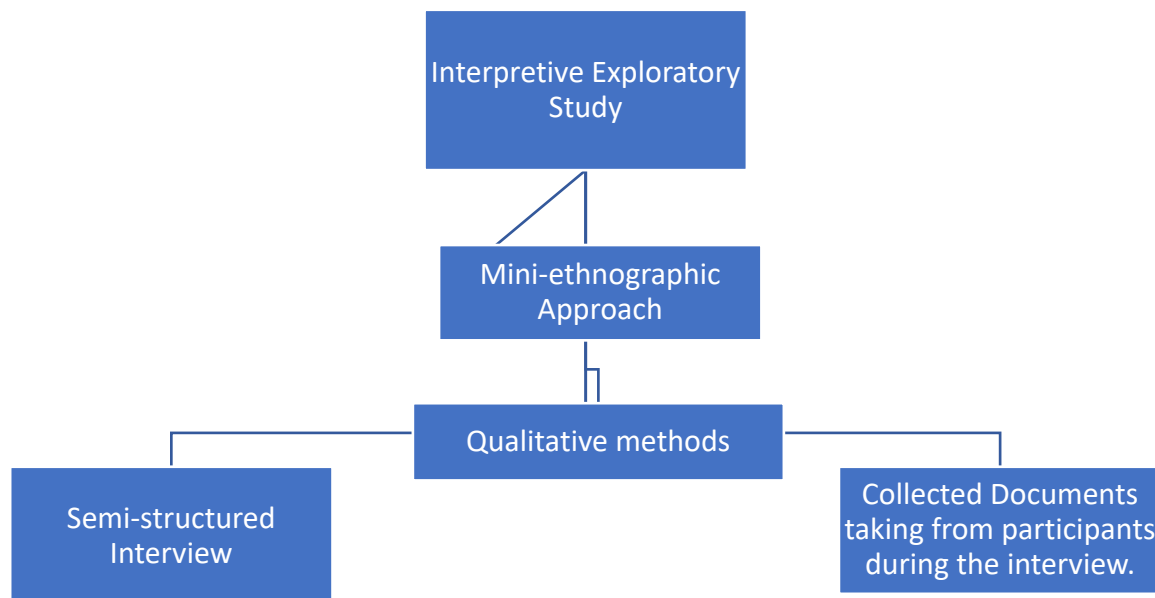 Interpretive Exploratory
Study
Mini-ethnographic
Approach
Qualitative methods
Semi-structured
Interview
Collected Documents
taking from participants
during the interview.